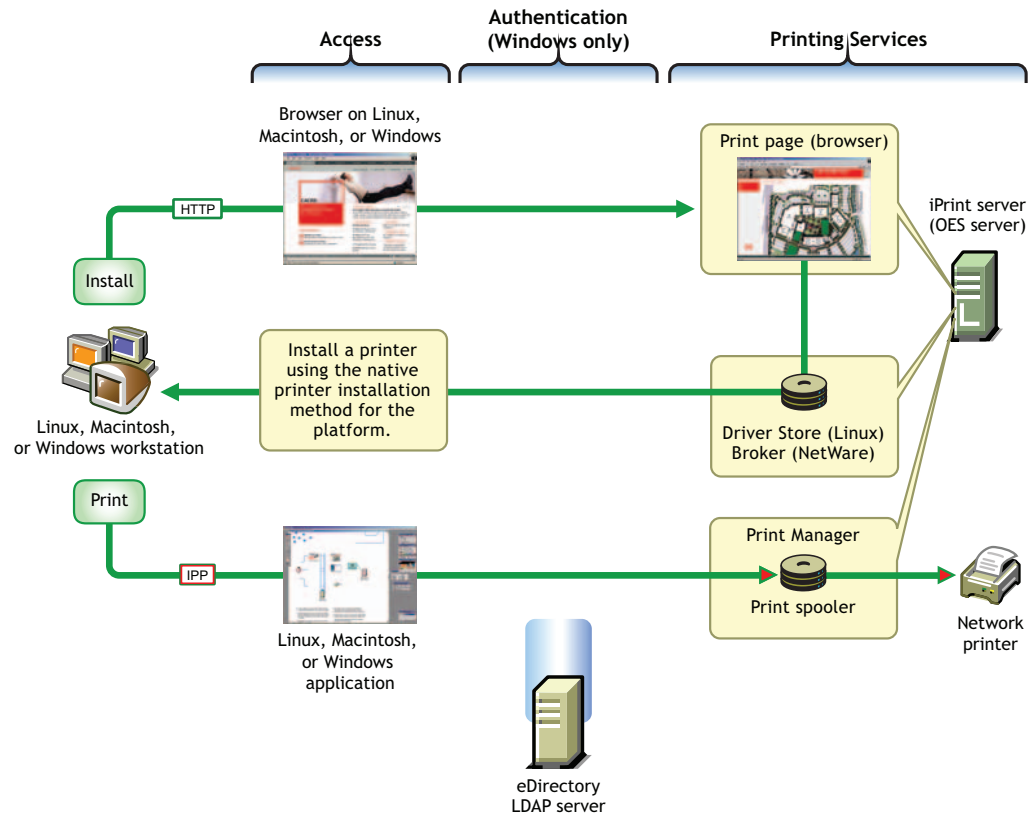 Access
Authentication
(Windows only)
Printing Services
Browser on Linux,
Macintosh, or Windows
Print page (browser)
HTTP
iPrint server
(OES server)
Install
Install a printer
using the native
printer installation
method for the
platform.
Linux, Macintosh,
or Windows workstation
Driver Store (Linux)
Broker (NetWare)
Print
Print Manager
IPP
Print spooler
Linux, Macintosh,
or Windows
application
Network
printer
eDirectory
LDAP server